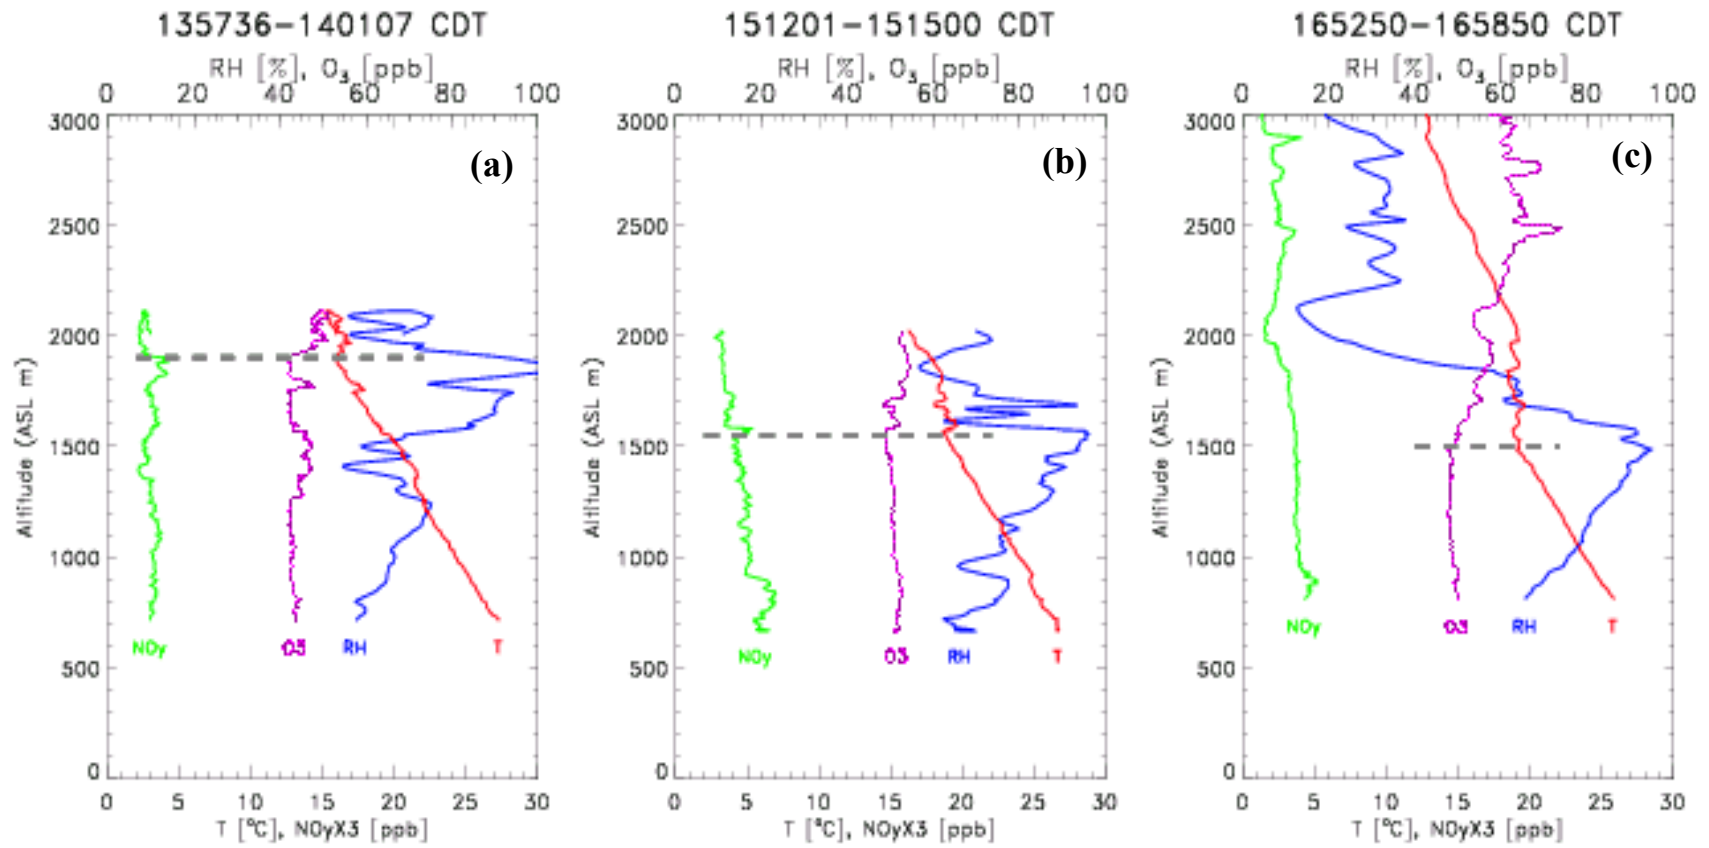 135736-140107 CDT
RH [%], O3 [ppb]
0 20 40 60 80 100
3000
2500
2000
1500
1000
500
0
Altitude (ASL m)
(a)
NOy O3 RH T
0 5 10 15 20 25 30
T [°C], NOyX3 [ppb]
151201-151500 CDT
RH [%], O3 [ppb]
0 20 40 60 80 100
3000
2500
2000
1500
1000
500
0
Altitude (ASL m)
(b)
NOy O3 RH T
0 5 10 15 20 25 30
T [°C], NOyX3 [ppb]
165250-165850 CDT
RH [%], O3 [ppb]
0 20 40 60 80 100
3000
2500
2000
1500
1000
500
0
Altitude (ASL m)
(c)
NOy O3 RH T
0 5 10 15 20 25 30
T [°C], NOyX3 [ppb]